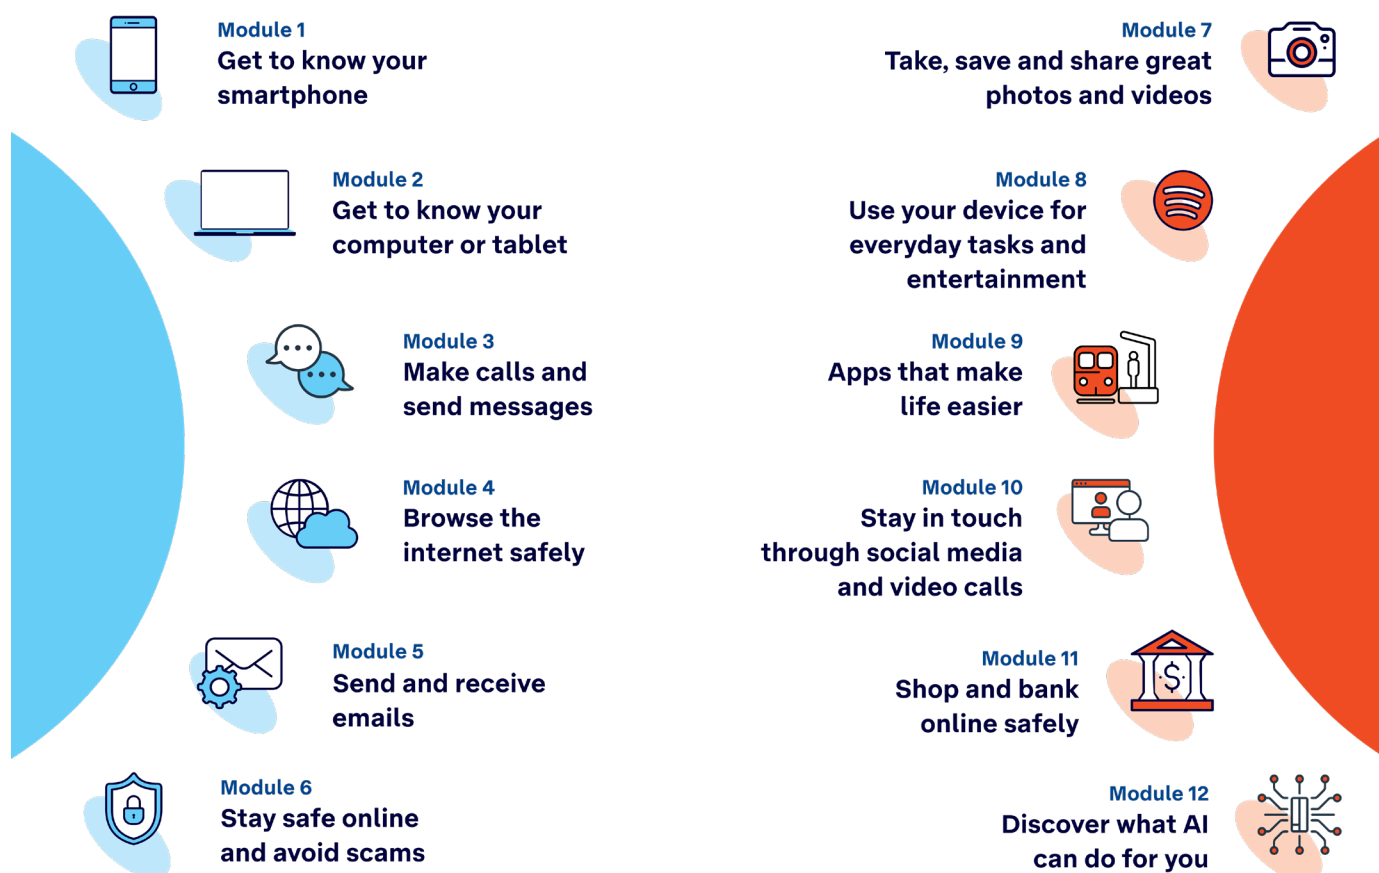 Module 1
Get to know your
smartphone
Module 2
Get to know your
computer or tablet
Module 3
Make calls and
send messages
Module 4
Browse the
internet safely
Module 5
Send and receive
emails
Module 6
Stay safe online
and avoid scams
Module 7
Take, save and share great
photos and videos
Module 8
Use your device for
everyday tasks and
entertainment
Module 9
Apps that make
life easier
Module 10
Stay in touch
through social media
and video calls
Module 11
Shop and bank
online safely
$
Module 12
Discover what AI
can do for you